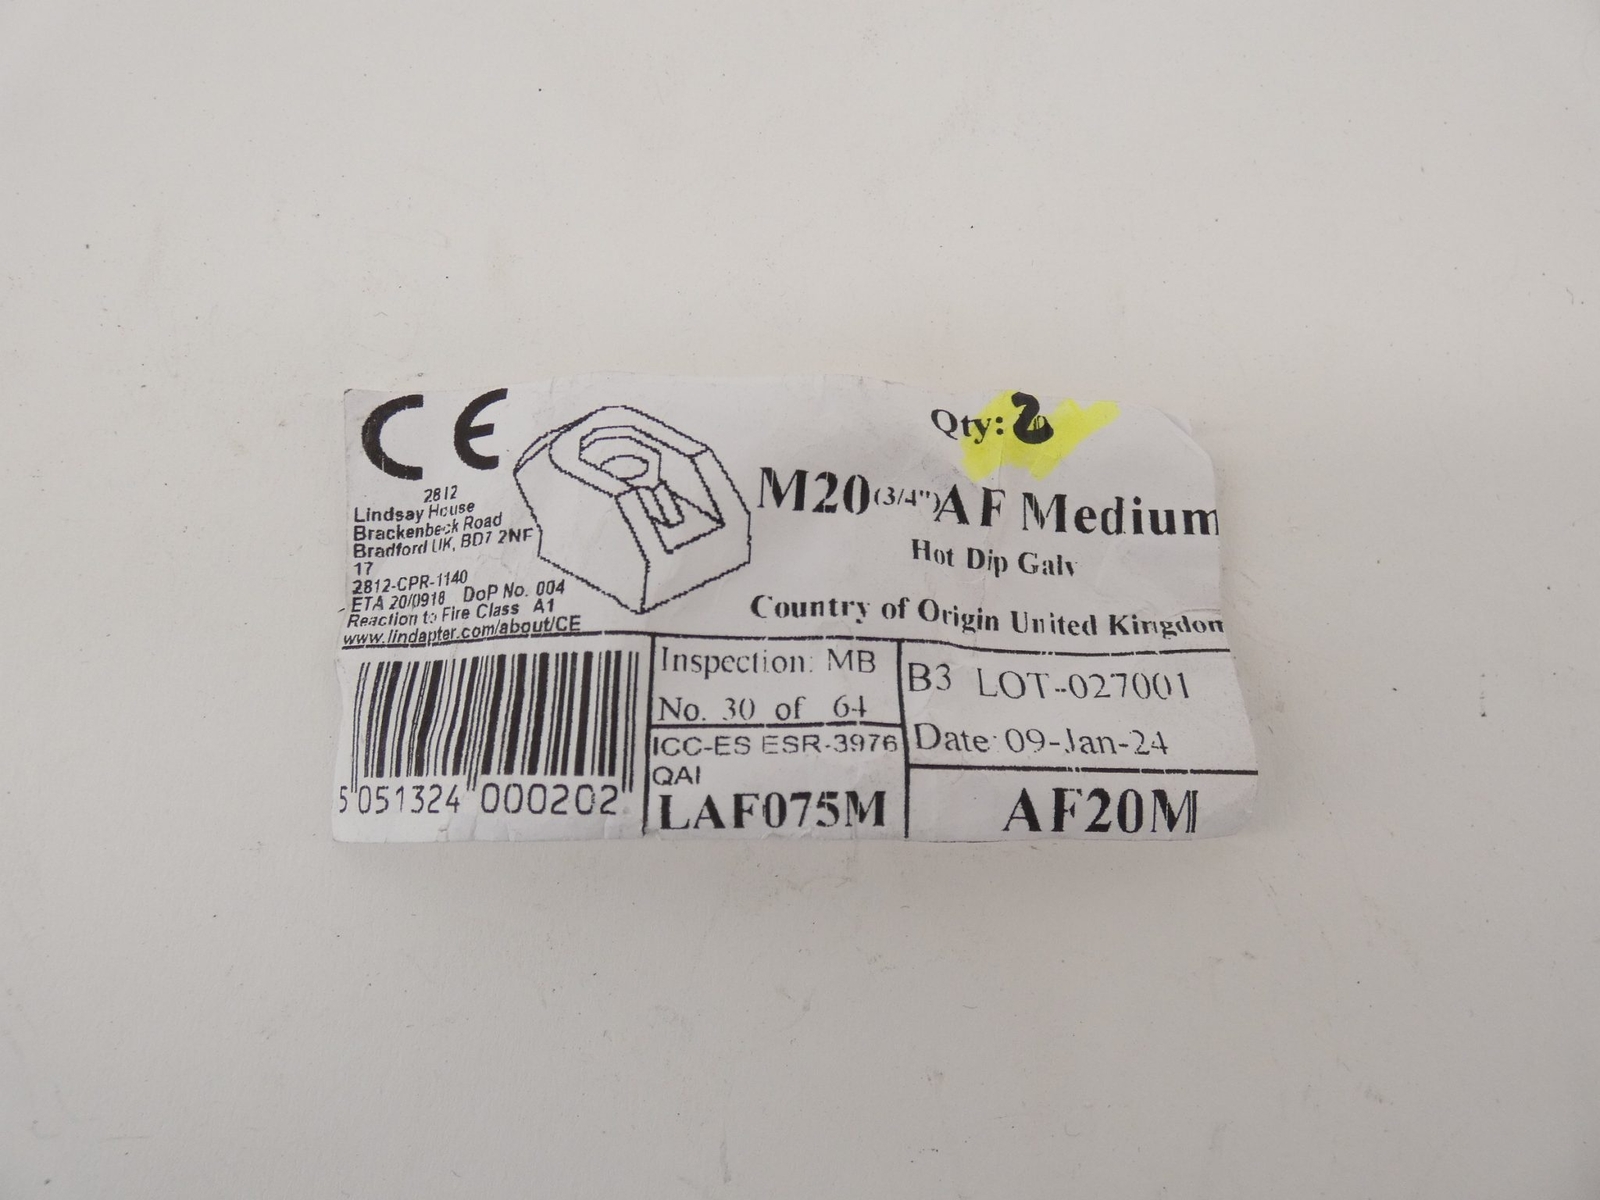 CE
2812
Lindsay House
Brackenbeck Road
Bradford UK, BD7 2NF
17
2812-CPR-1140
ETA 20/0918 DoP No. 004
Reaction to Fire Class A1
www.lindapter.com/about/CE
Qty: 2
M20(3/4")AF Medium
Hot Dip Galv
Country of Origin United Kingdom
5 051324 000202
Inspection: MB
No. 30 of 64
ICC-ES ESR-3976
QAI
LAF075M
B3 LOT-027001
Date: 09-Jan-24
AF20M